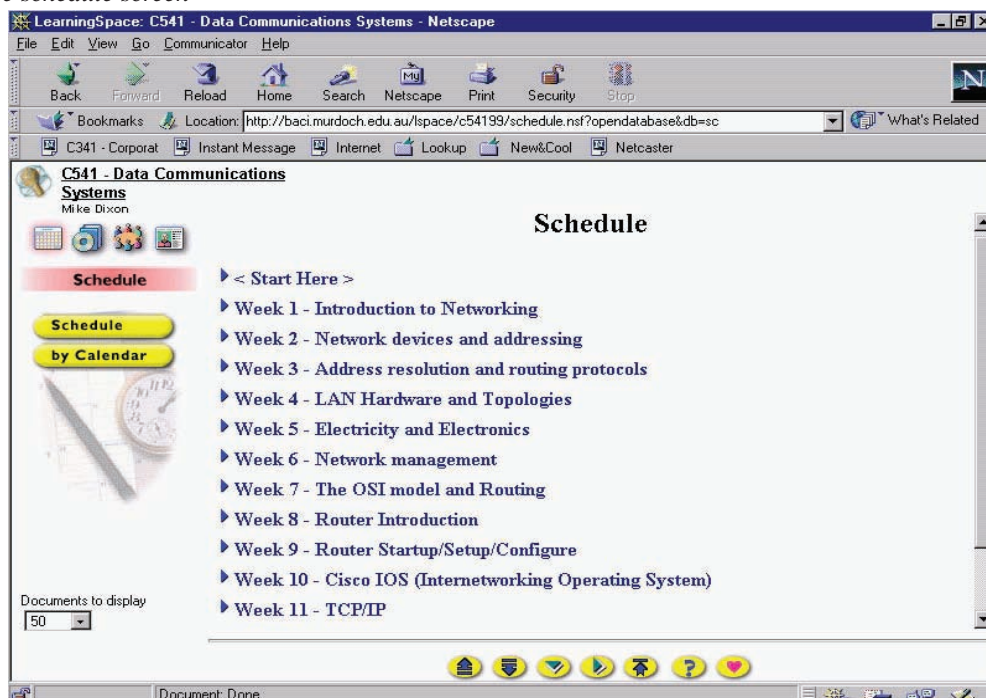 LearningSpace: C541 - Data Communications Systems - Netscape
File Edit View Go Communicator Help
Back Forward Reload Home Search Netscape Print Security Stop
My
N
Bookmarks Location: http://baci.murdoch.edu.au/lspace/c54199/schedule.nsf?opendatabase&db=sc What's Related
C341 - Corporat Instant Message Internet Lookup New&Cool Netcaster
C541 - Data Communications
Systems
Mike Dixon
Schedule
Schedule
Schedule
by Calendar
< Start Here >
Week 1 - Introduction to Networking
Week 2 - Network devices and addressing
Week 3 - Address resolution and routing protocols
Week 4 - LAN Hardware and Topologies
Week 5 - Electricity and Electronics
Week 6 - Network management
Week 7 - The OSI model and Routing
Week 8 - Router Introduction
Week 9 - Router Startup/Setup/Configure
Week 10 - Cisco IOS (Internetworking Operating System)
Week 11 - TCP/IP
Documents to display
50
?
Document: Done